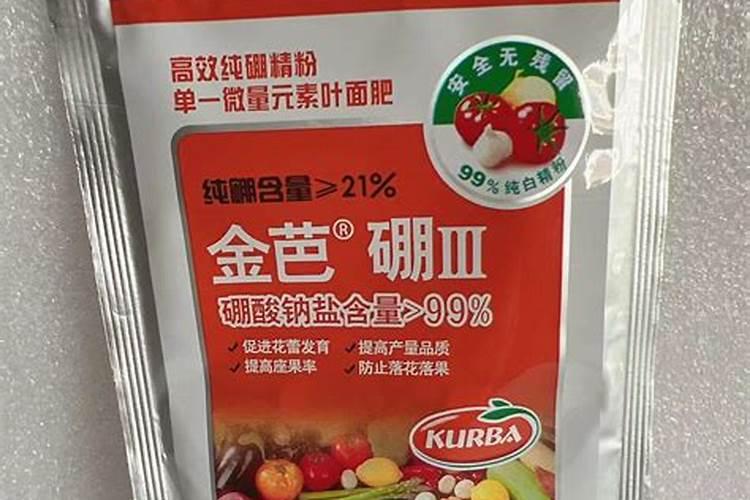 高效纯硼精粉
单一微量元素叶面肥
安全无残留
99%纯白精粉
纯硼含量≥21%
金芭® 硼III
硼酸钠盐含量>99%
✓促进花蕾发育 ✓提高产量品质
✓提高座果率 ✓防止落花落果
KURBA